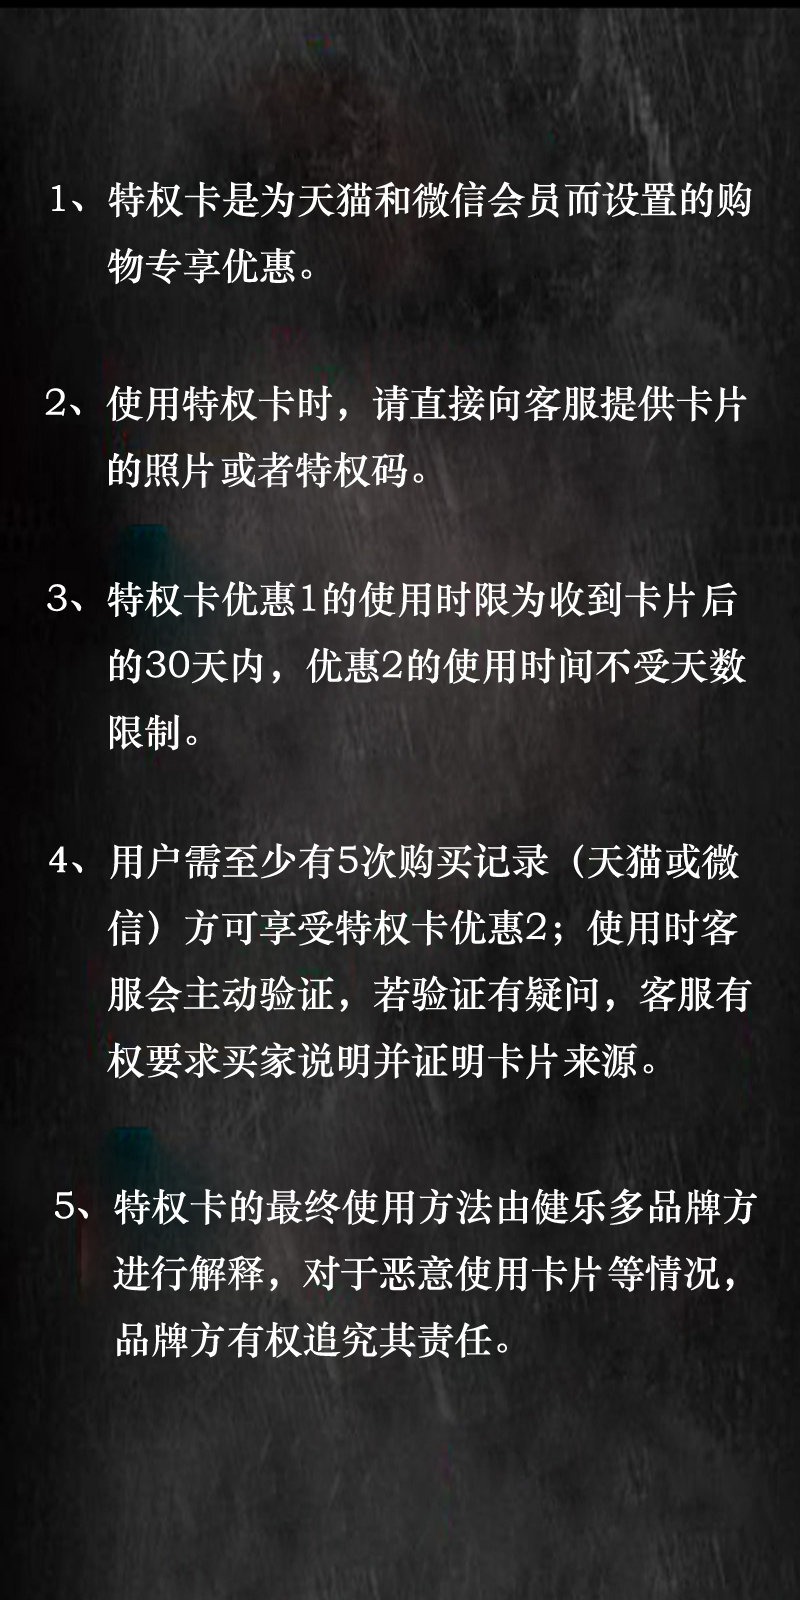 1、特权卡是为天猫和微信会员而设置的购
物专享优惠。
2、使用特权卡时，请直接向客服提供卡片
的照片或者特权码。
3、特权卡优惠1的使用时限为收到卡片后
的30天内，优惠2的使用时间不受天数
限制。
4、用户需至少有5次购买记录（天猫或微
信）方可享受特权卡优惠2；使用时客
服会主动验证，若验证有疑问，客服有
权要求买家说明并证明卡片来源。
5、特权卡的最终使用方法由健乐多品牌方
进行解释，对于恶意使用卡片等情况，
品牌方有权追究其责任。